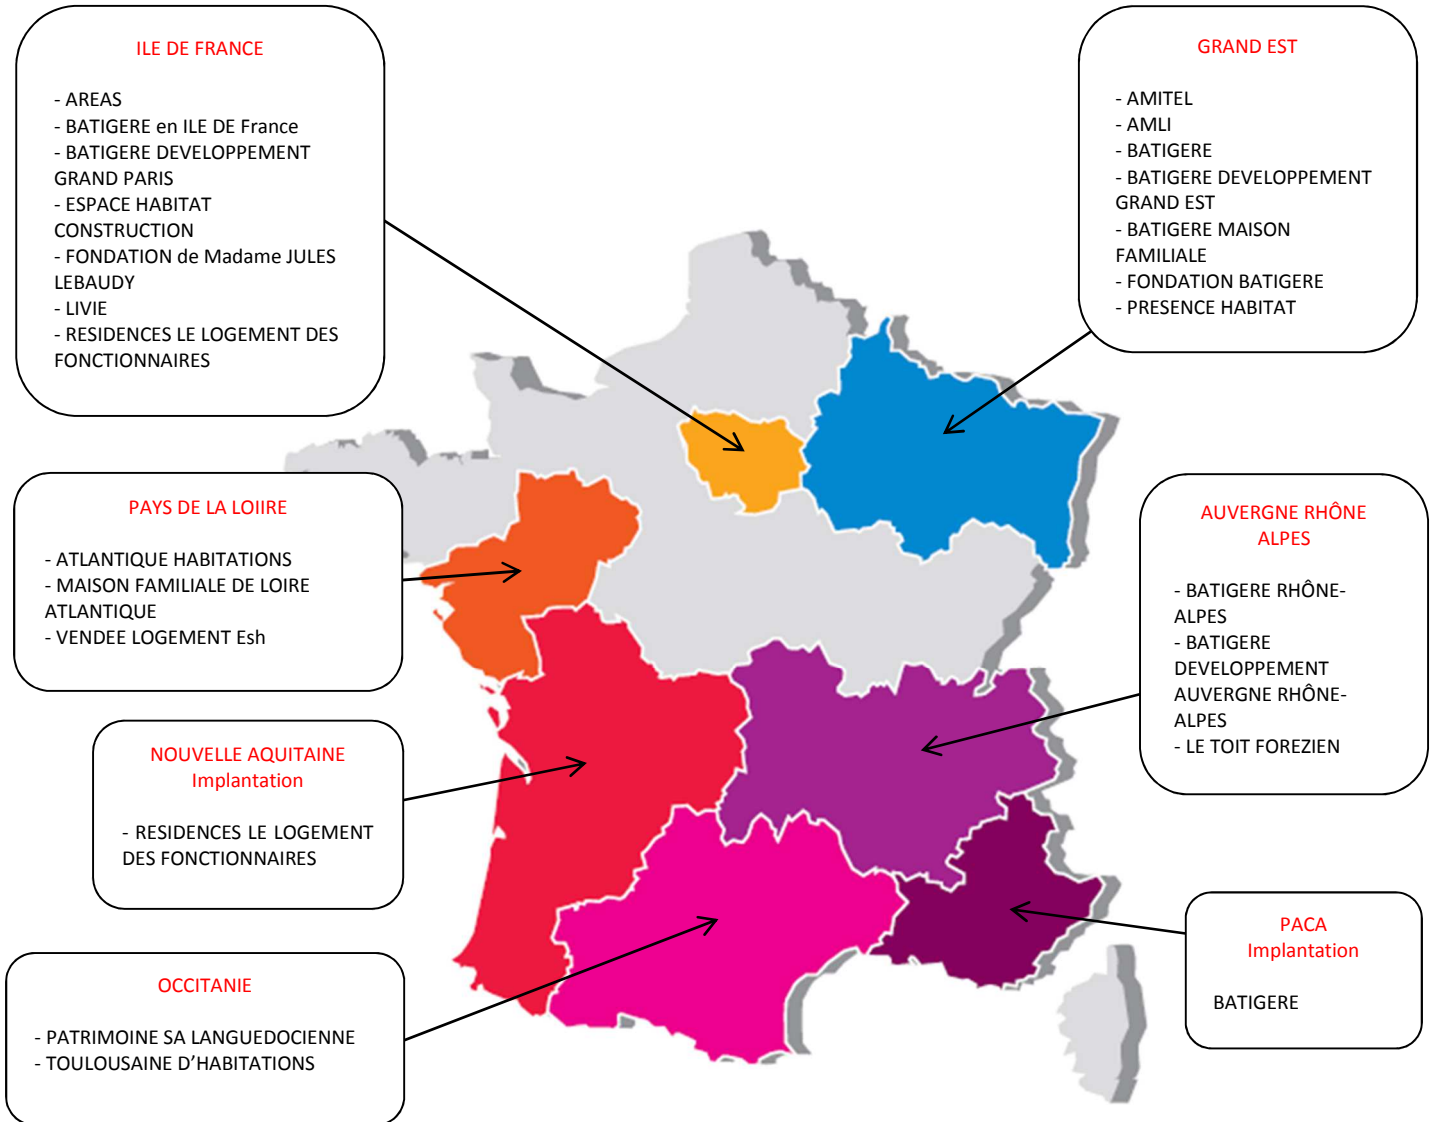 ILE DE FRANCE
- AREAS
- BATIGERE en ILE DE France
- BATIGERE DEVELOPPEMENT
GRAND PARIS
- ESPACE HABITAT
CONSTRUCTION
- FONDATION de Madame JULES
LEBAUDY
- LIVIE
- RESIDENCES LE LOGEMENT DES
FONCTIONNAIRES
GRAND EST
- AMITEL
- AMLI
- BATIGERE
- BATIGERE DEVELOPPEMENT
GRAND EST
- BATIGERE MAISON
FAMILIALE
- FONDATION BATIGERE
- PRESENCE HABITAT
PAYS DE LA LOIIRE
- ATLANTIQUE HABITATIONS
- MAISON FAMILIALE DE LOIRE
ATLANTIQUE
- VENDEE LOGEMENT Esh
AUVERGNE RHÔNE
ALPES
- BATIGERE RHÔNE-
ALPES
- BATIGERE
DEVELOPPEMENT
AUVERGNE RHÔNE-
ALPES
- LE TOIT FOREZIEN
NOUVELLE AQUITAINE
Implantation
- RESIDENCES LE LOGEMENT
DES FONCTIONNAIRES
PACA
Implantation
BATIGERE
OCCITANIE
- PATRIMOINE SA LANGUEDOCIENNE
- TOULOUSAINE D’HABITATIONS